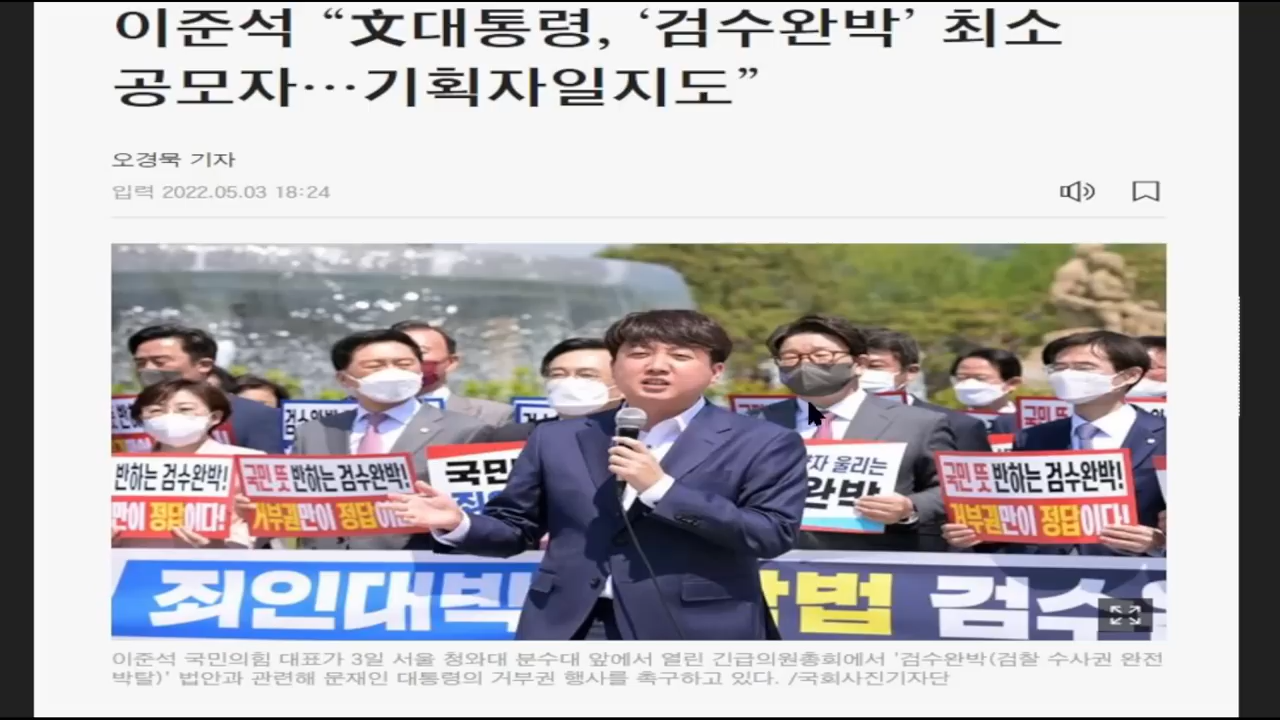 이준석 “文대통령, ‘검수완박’ 최소
공모자…기획자일지도”
오경묵 기자
입력 2022.05.03 18:24
반하는 검수완박!
만이 정답이다!
국민 뜻 반하는 검수완박!
거부권만이 정답이다!
국민
울리는
완박
국민 뜻 반하는 검수완박!
거부권만이 정답이다!
죄인대박 법 검수
이준석 국민의힘 대표가 3일 서울 청와대 분수대 앞에서 열린 긴급의원총회에서 '검수완박(검찰 수사권 완전
박탈)' 법안과 관련해 문재인 대통령의 거부권 행사를 촉구하고 있다. /국회사진기자단